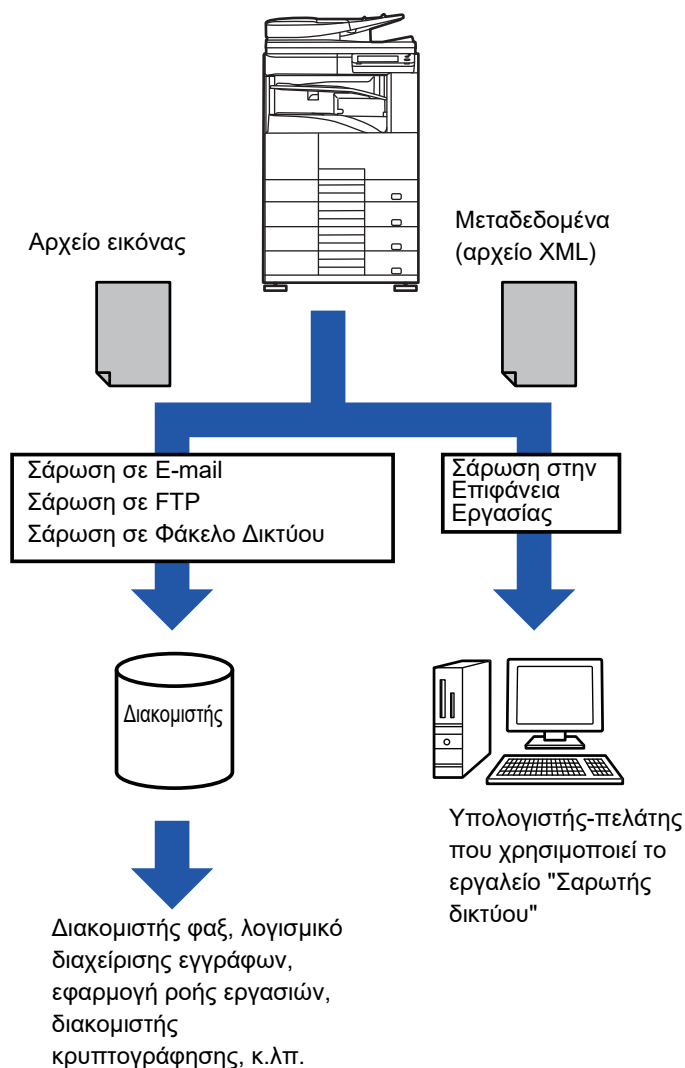 Αρχείο εικόνας
Μεταδεδομένα
(αρχείο XML)
Σάρωση σε E-mail
Σάρωση σε FTP
Σάρωση σε Φάκελο Δικτύου
Σάρωση στην
Επιφάνεια
Εργασίας
Διακομιστής
Υπολογιστής-πελάτης
που χρησιμοποιεί το
εργαλείο "Σαρωτής
δικτύου"
Διακομιστής φαξ, λογισμικό
διαχείρισης εγγράφων,
εφαρμογή ροής εργασιών,
διακομιστής
κρυπτογράφησης, κ.λπ.